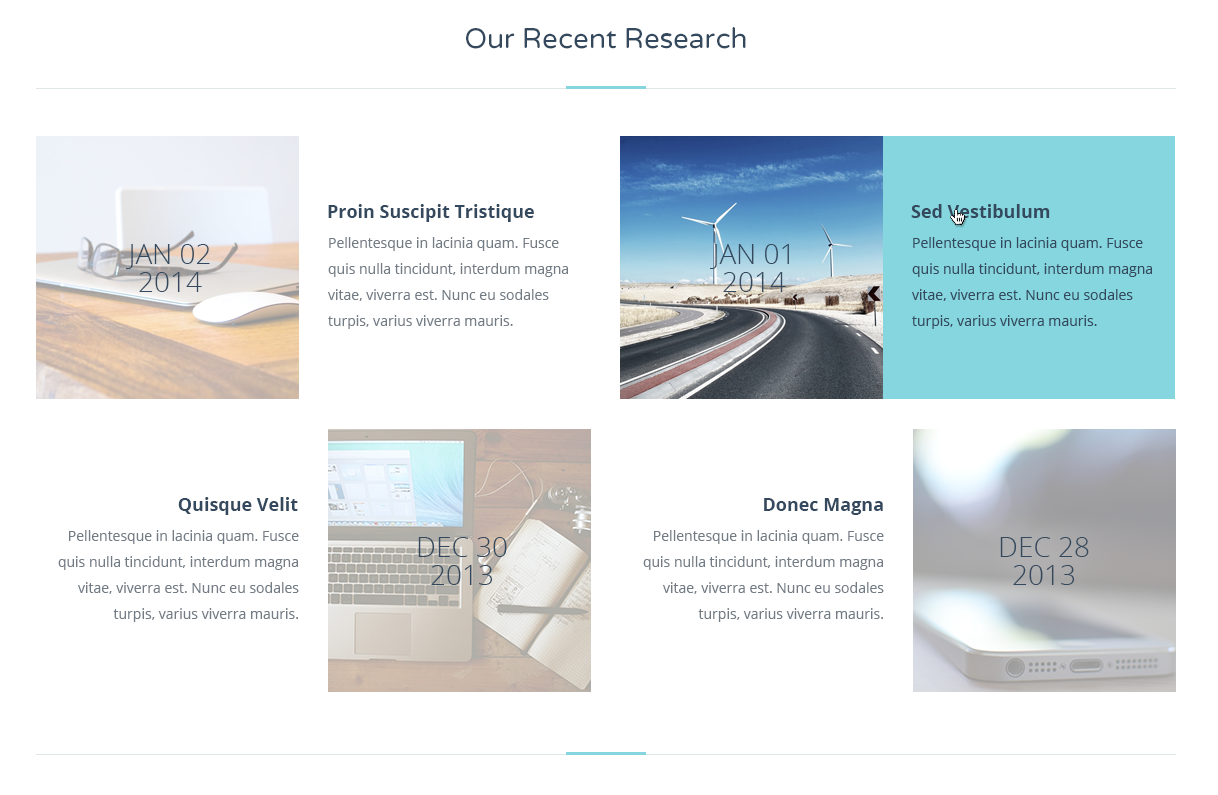 Our Recent Research
JAN 02
2014
Proin Suscipit Tristique
Pellentesque in lacinia quam. Fusce
quis nulla tincidunt, interdum magna
vitae, viverra est. Nunc eu sodales
turpis, varius viverra mauris.
JAN 01
2014
Sed Vestibulum
Pellentesque in lacinia quam. Fusce
quis nulla tincidunt, interdum magna
vitae, viverra est. Nunc eu sodales
turpis, varius viverra mauris.
Quisque Velit
Pellentesque in lacinia quam. Fusce
quis nulla tincidunt, interdum magna
vitae, viverra est. Nunc eu sodales
turpis, varius viverra mauris.
DEC 30
2013
Donec Magna
Pellentesque in lacinia quam. Fusce
quis nulla tincidunt, interdum magna
vitae, viverra est. Nunc eu sodales
turpis, varius viverra mauris.
DEC 28
2013